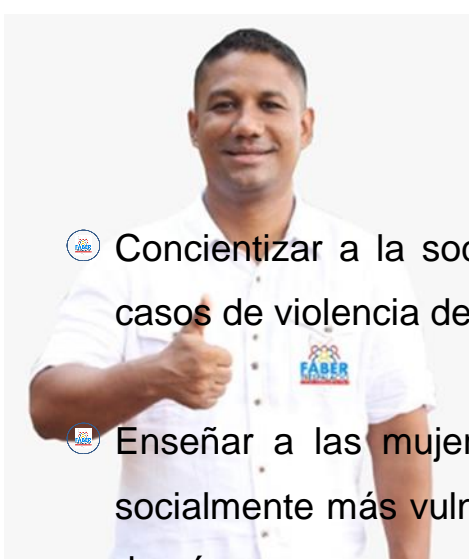 Concientizar a la soc
casos de violencia de
FABER
Enseñar a las mujer
socialmente más vuln